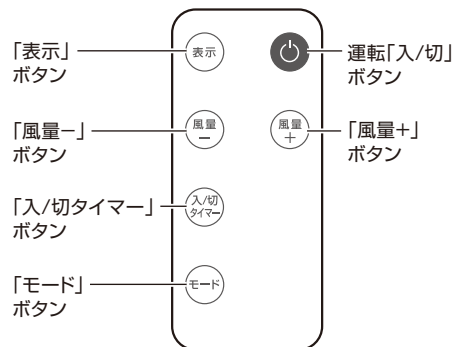 「表示」
ボタン
表示
運転「入/切」
ボタン
「風量－」
ボタン
風量
－
風量
＋
「風量＋」
ボタン
「入/切タイマー」
ボタン
入/切
タイマー
「モード」
ボタン
モード